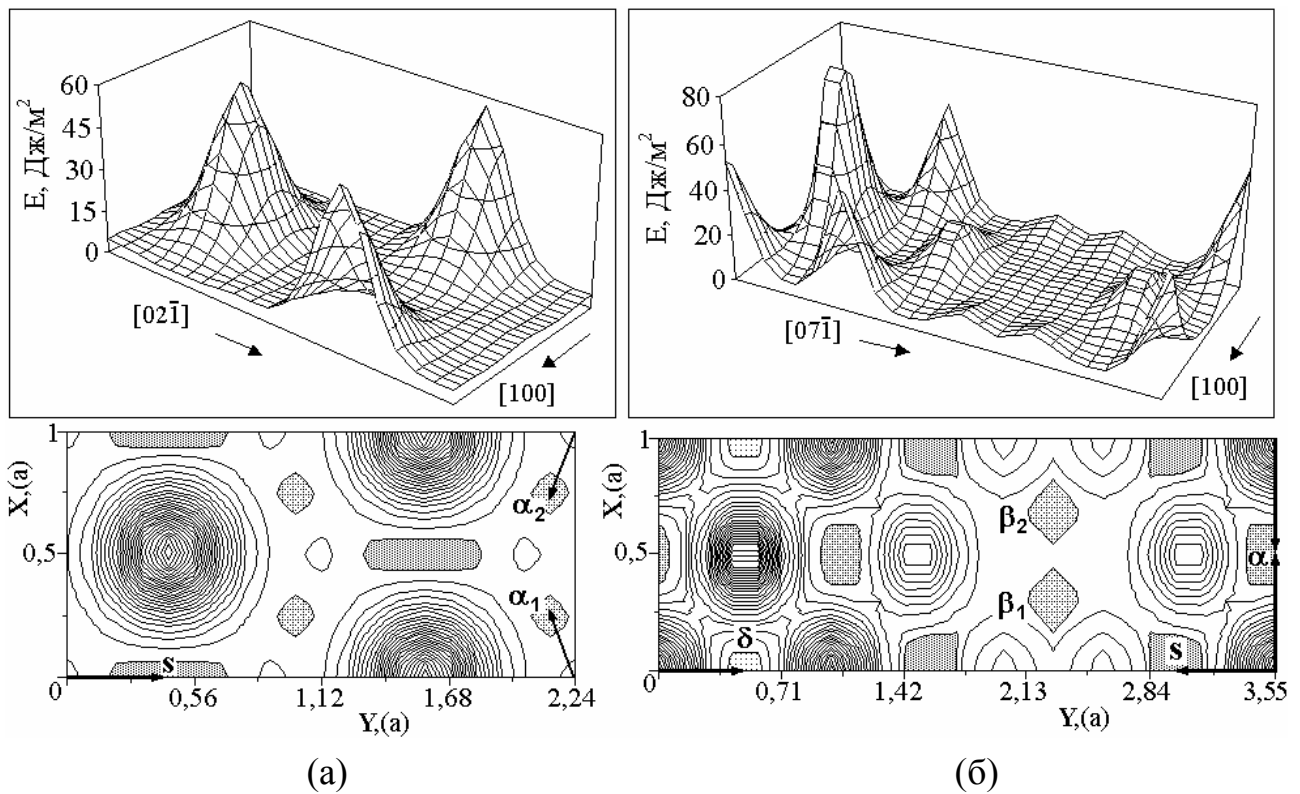 E, Дж/м²
60
45
30
15
0
[021̄]
[100]
E, Дж/м²
80
60
40
20
0
[071̄]
[100]
X,(a)
1
0,5
0
α₂
α₁
s
0 0,56 1,12 1,68 2,24
Y,(a)
X,(a)
1
0,5
0
β₂
β₁
α
δ
s
0,71 1,42 2,13 2,84 3,55
Y,(a)
(а) (б)